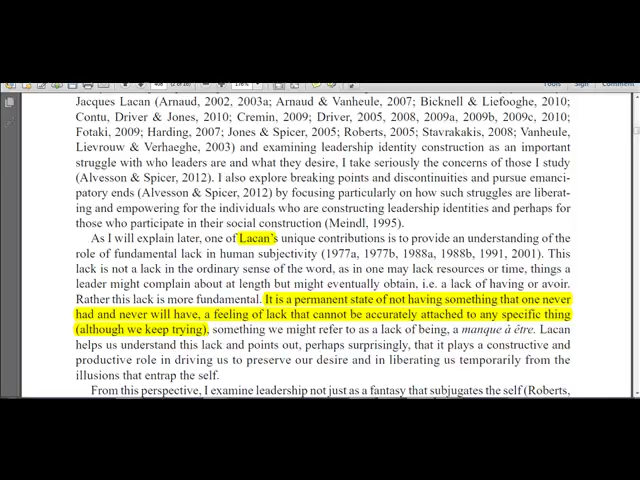 408 (2 of 16)
178%
Tools
Sign
Comment
Jacques Lacan (Arnaud, 2002, 2003a; Arnaud & Vanheule, 2007; Bicknell & Liefooghe, 2010;
Contu, Driver & Jones, 2010; Cremin, 2009; Driver, 2005, 2008, 2009a, 2009b, 2009c, 2010;
Fotaki, 2009; Harding, 2007; Jones & Spicer, 2005; Roberts, 2005; Stavrakakis, 2008; Vanheule,
Lievrouw & Verhaeghe, 2003) and examining leadership identity construction as an important
struggle with who leaders are and what they desire, I take seriously the concerns of those I study
(Alvesson & Spicer, 2012). I also explore breaking points and discontinuities and pursue emanci-
patory ends (Alvesson & Spicer, 2012) by focusing particularly on how such struggles are liberat-
ing and empowering for the individuals who are constructing leadership identities and perhaps for
those who participate in their social construction (Meindl, 1995).
As I will explain later, one of Lacan's unique contributions is to provide an understanding of the
role of fundamental lack in human subjectivity (1977a, 1977b, 1988a, 1988b, 1991, 2001). This
lack is not a lack in the ordinary sense of the word, as in one may lack resources or time, things a
leader might complain about at length but might eventually obtain, i.e. a lack of having or avoir.
Rather this lack is more fundamental. It is a permanent state of not having something that one never
had and never will have, a feeling of lack that cannot be accurately attached to any specific thing
(although we keep trying), something we might refer to as a lack of being, a manque à être. Lacan
helps us understand this lack and points out, perhaps surprisingly, that it plays a constructive and
productive role in driving us to preserve our desire and in liberating us temporarily from the
illusions that entrap the self.
From this perspective, I examine leadership not just as a fantasy that subjugates the self (Roberts,